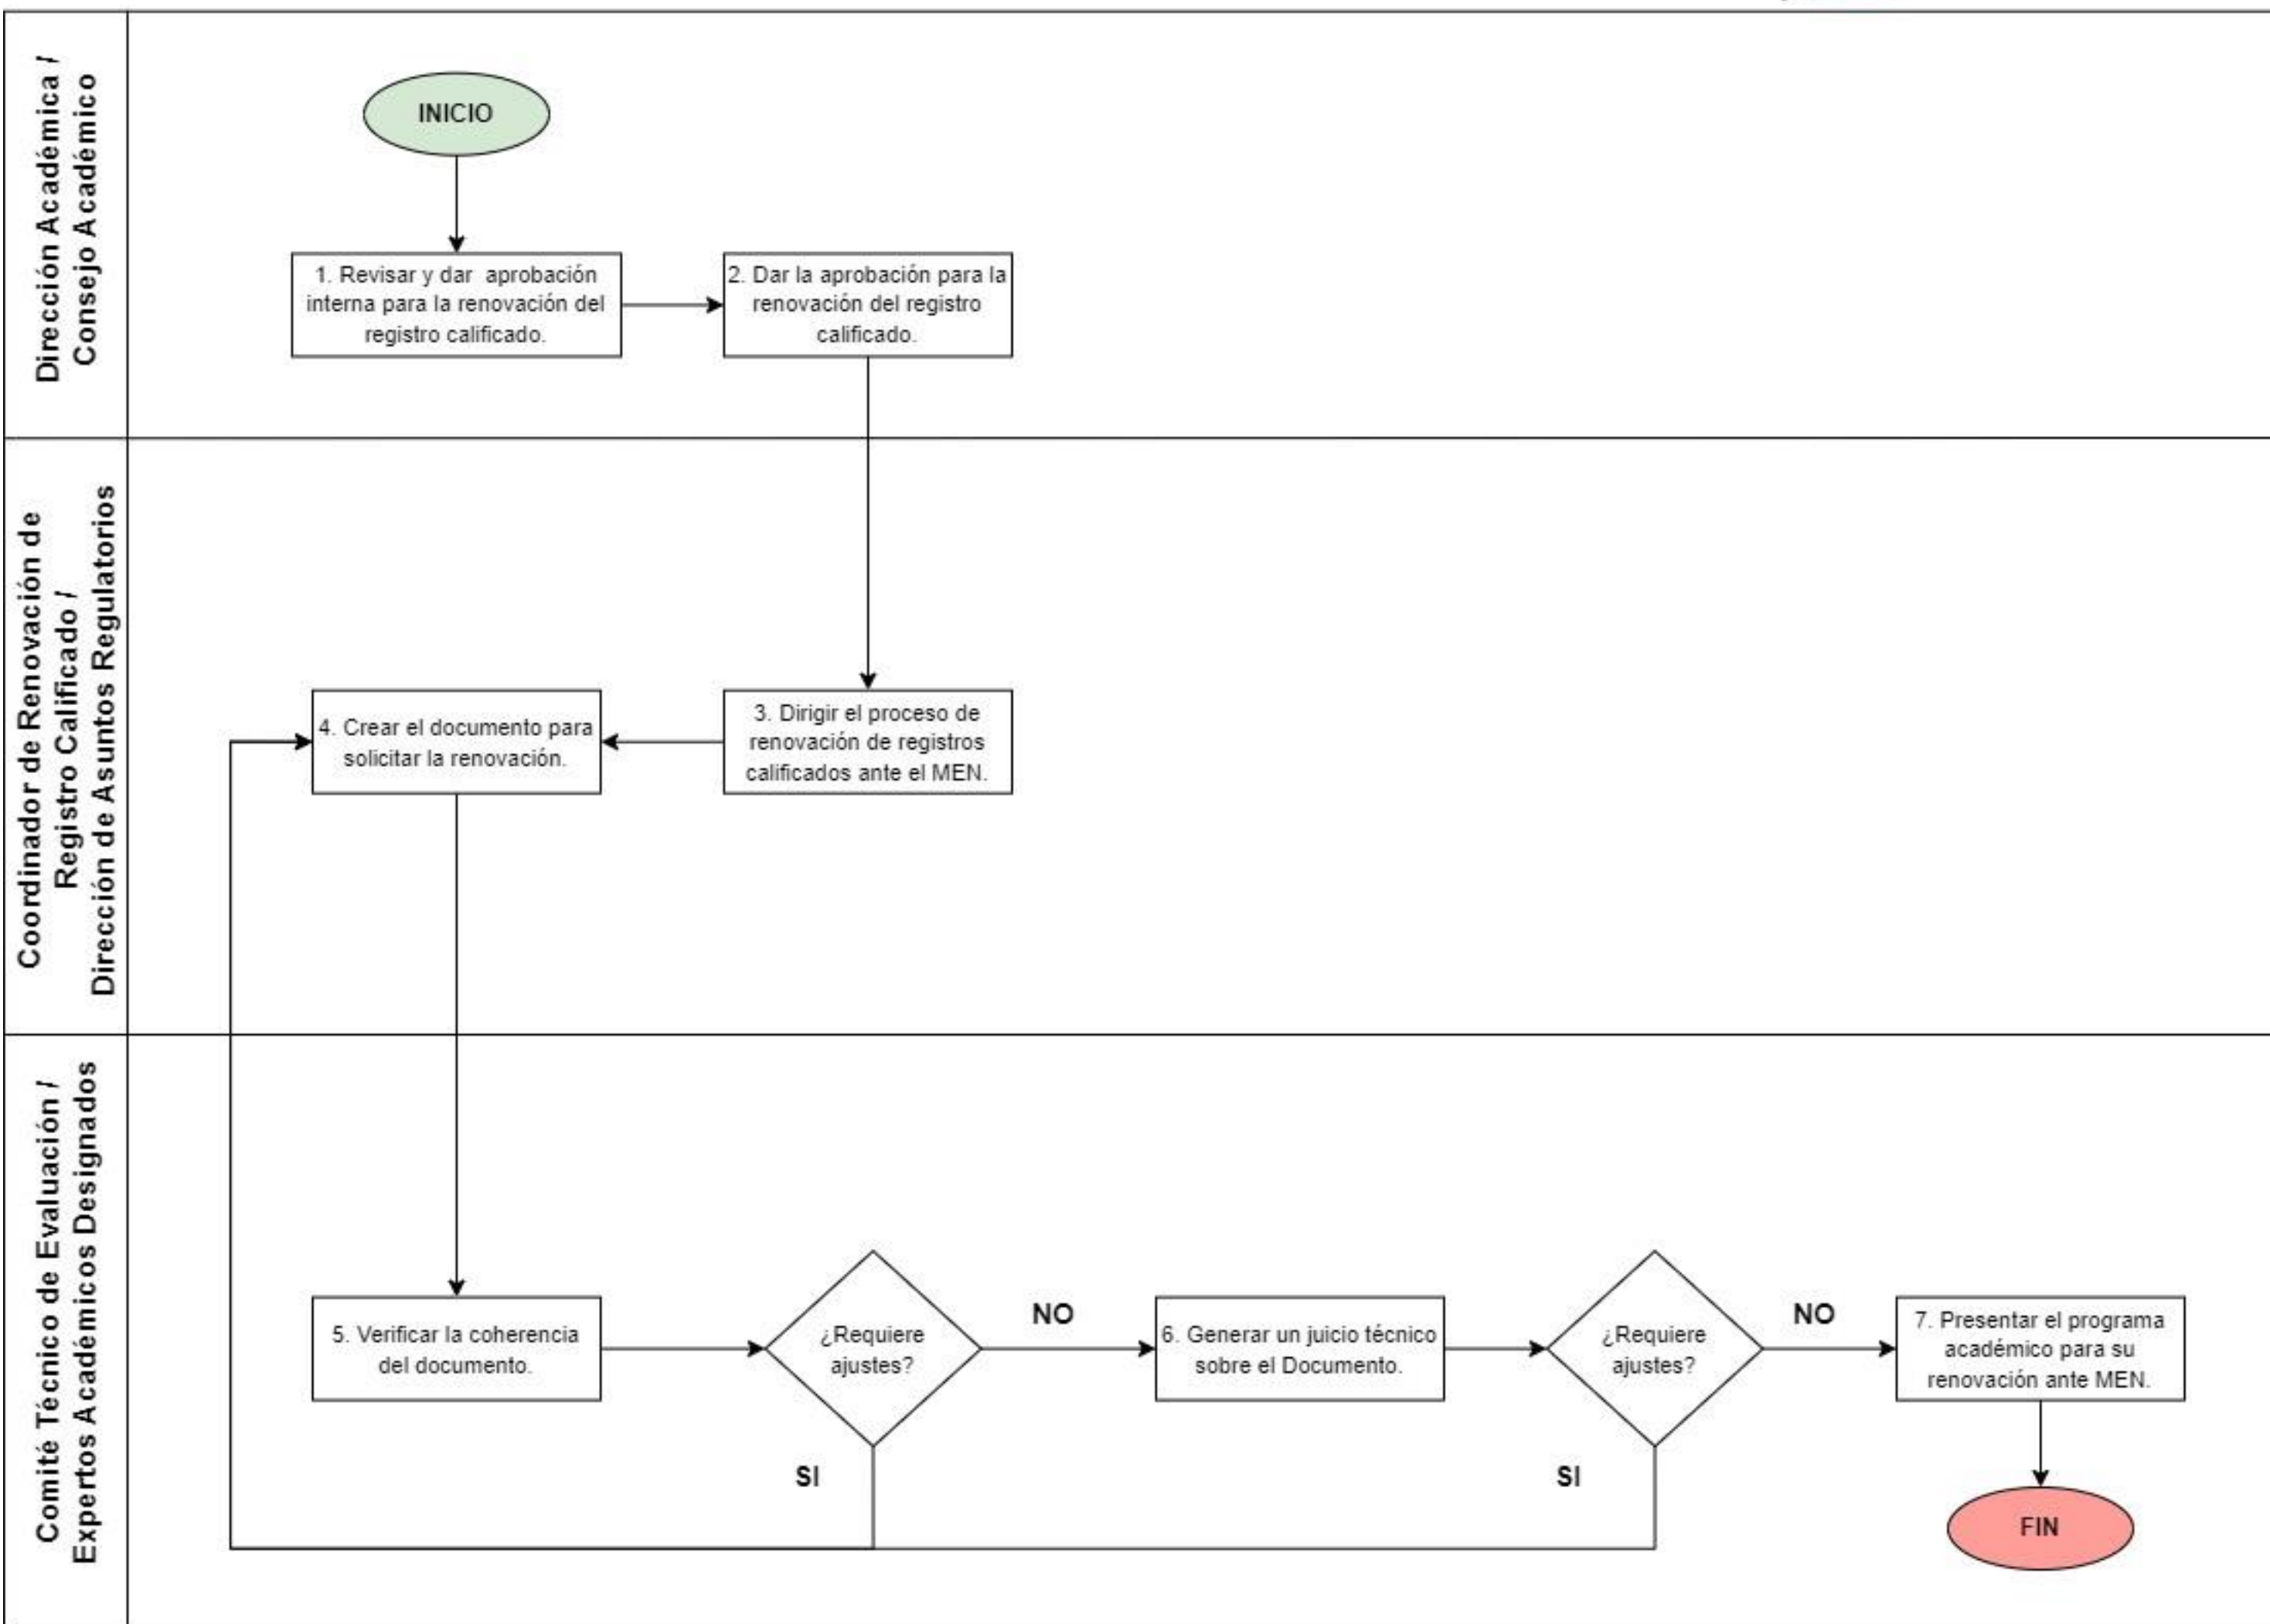 Dirección Académica /
Consejo Académico
INICIO
1. Revisar y dar aprobación
interna para la renovación del
registro calificado.
2. Dar la aprobación para la
renovación del registro
calificado.
Coordinador de Renovación de
Registro Calificado /
Dirección de Asuntos Regulatorios
3. Dirigir el proceso de
renovación de registros
calificados ante el MEN.
4. Crear el documento para
solicitar la renovación.
Comité Técnico de Evaluación /
Expertos Académicos Designados
5. Verificar la coherencia
del documento.
¿Requiere
ajustes?
NO
SI
6. Generar un juicio técnico
sobre el Documento.
¿Requiere
ajustes?
NO
SI
7. Presentar el programa
académico para su
renovación ante MEN.
FIN